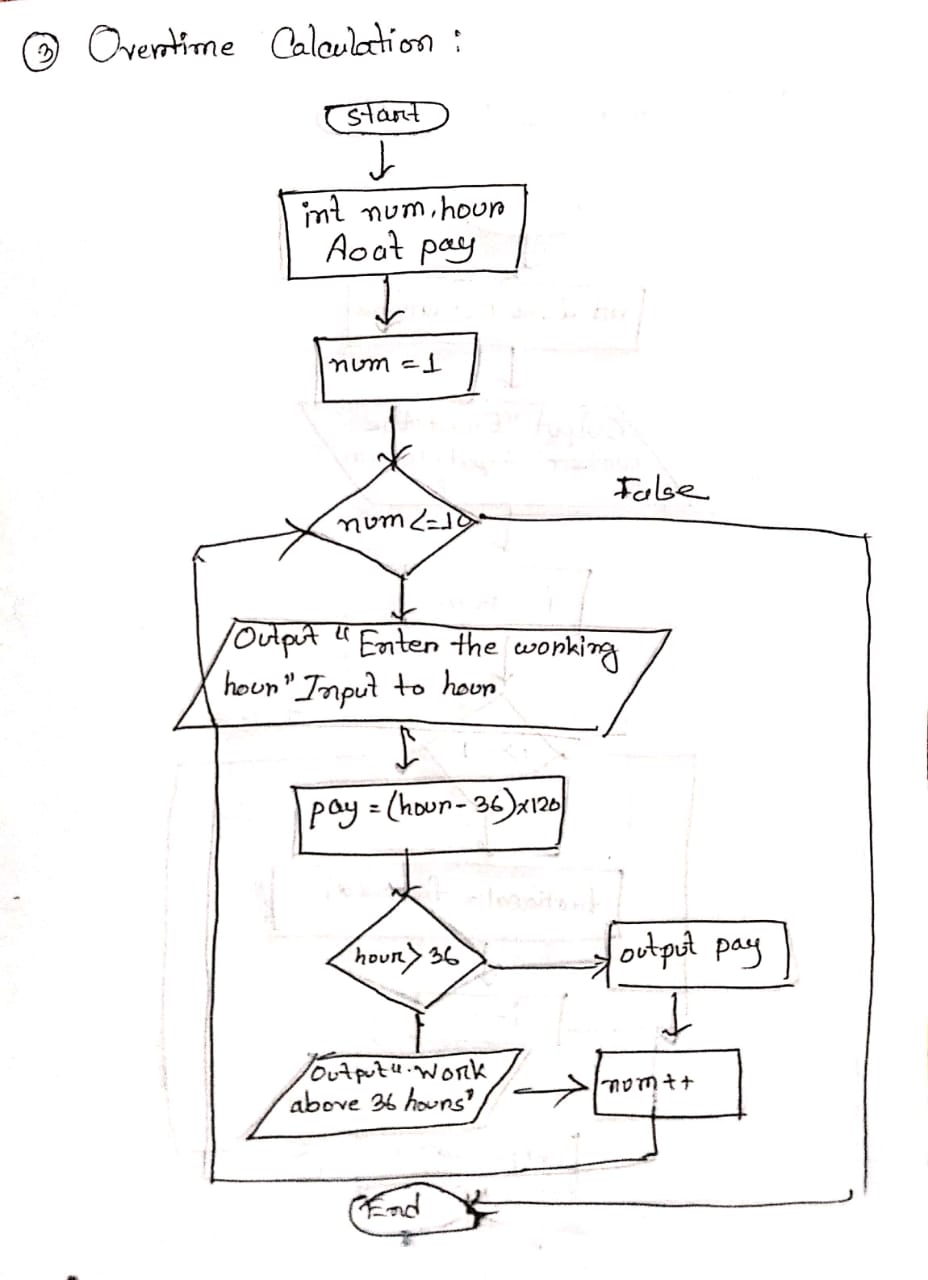 ③ Overtime Calculation :
start
int num, hour
float pay
num = 1
num <= 10
False
Output "Enter the working
hour" Input to hour
pay = (hour - 36) x 120
hour > 36
output pay
Output "Work
above 36 hours"
num ++
End